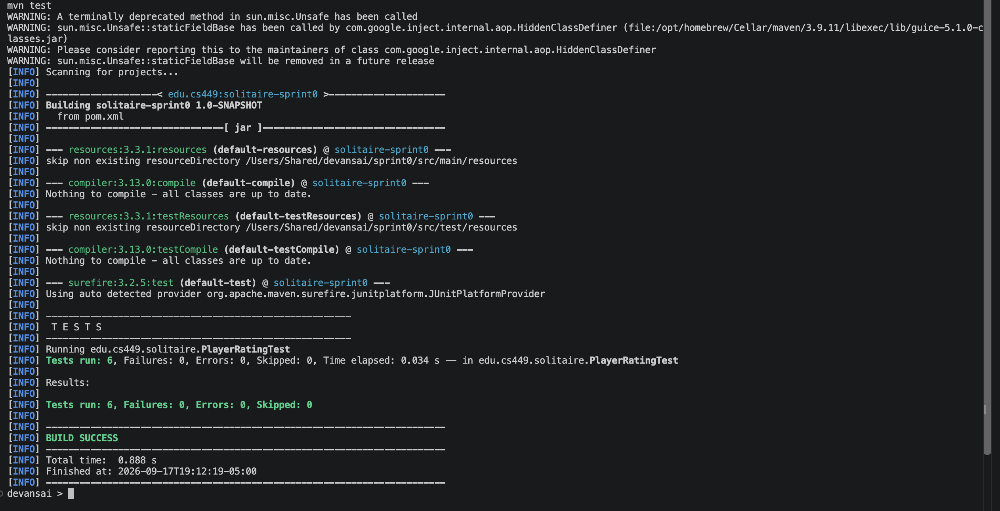 mvn test
WARNING: A terminally deprecated method in sun.misc.Unsafe has been called
WARNING: sun.misc.Unsafe::staticFieldBase has been called by com.google.inject.internal.aop.HiddenClassDefiner (file:/opt/homebrew/Cellar/maven/3.9.11/libexec/lib/guice-5.1.0-c
lasses.jar)
WARNING: Please consider reporting this to the maintainers of class com.google.inject.internal.aop.HiddenClassDefiner
WARNING: sun.misc.Unsafe::staticFieldBase will be removed in a future release
[INFO] Scanning for projects...
[INFO]
[INFO] --------------------< edu.cs449:solitaire-sprint0 >---------------------
[INFO] Building solitaire-sprint0 1.0-SNAPSHOT
[INFO]   from pom.xml
[INFO] --------------------------------[ jar ]---------------------------------
[INFO]
[INFO] --- resources:3.3.1:resources (default-resources) @ solitaire-sprint0 ---
[INFO] skip non existing resourceDirectory /Users/Shared/devansai/sprint0/src/main/resources
[INFO]
[INFO] --- compiler:3.13.0:compile (default-compile) @ solitaire-sprint0 ---
[INFO] Nothing to compile - all classes are up to date.
[INFO]
[INFO] --- resources:3.3.1:testResources (default-testResources) @ solitaire-sprint0 ---
[INFO] skip non existing resourceDirectory /Users/Shared/devansai/sprint0/src/test/resources
[INFO]
[INFO] --- compiler:3.13.0:testCompile (default-testCompile) @ solitaire-sprint0 ---
[INFO] Nothing to compile - all classes are up to date.
[INFO]
[INFO] --- surefire:3.2.5:test (default-test) @ solitaire-sprint0 ---
[INFO] Using auto detected provider org.apache.maven.surefire.junitplatform.JUnitPlatformProvider
[INFO]
[INFO] -------------------------------------------------------
[INFO]  T E S T S
[INFO] -------------------------------------------------------
[INFO] Running edu.cs449.solitaire.PlayerRatingTest
[INFO] Tests run: 6, Failures: 0, Errors: 0, Skipped: 0, Time elapsed: 0.034 s -- in edu.cs449.solitaire.PlayerRatingTest
[INFO]
[INFO] Results:
[INFO]
[INFO] Tests run: 6, Failures: 0, Errors: 0, Skipped: 0
[INFO]
[INFO] ------------------------------------------------------------------------
[INFO] BUILD SUCCESS
[INFO] ------------------------------------------------------------------------
[INFO] Total time:  0.888 s
[INFO] Finished at: 2026-09-17T19:12:19-05:00
[INFO] ------------------------------------------------------------------------
devansai >